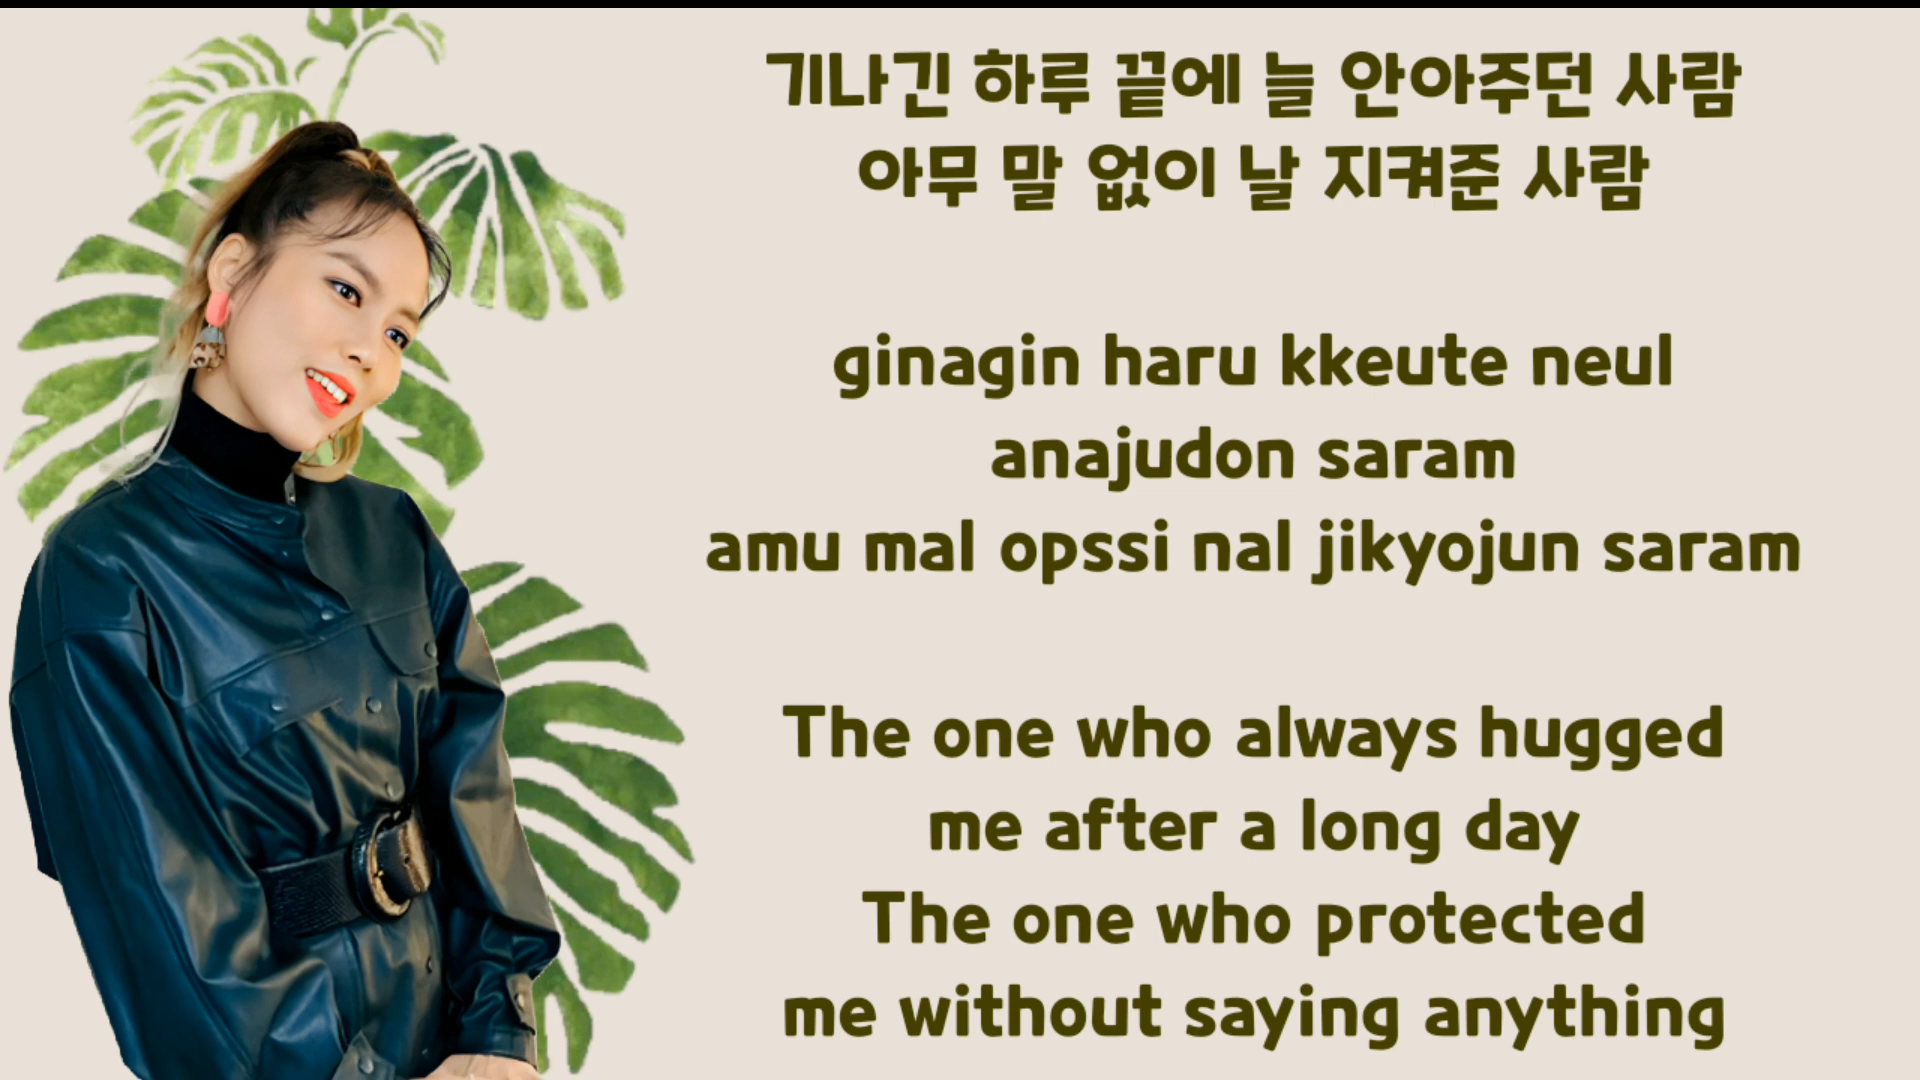 기나긴 하루 끝에 늘 안아주던 사람
아무 말 없이 날 지켜준 사람
ginagin haru kkeute neul
anajudon saram
amu mal opssi nal jikyojun saram
The one who always hugged
me after a long day
The one who protected
me without saying anything